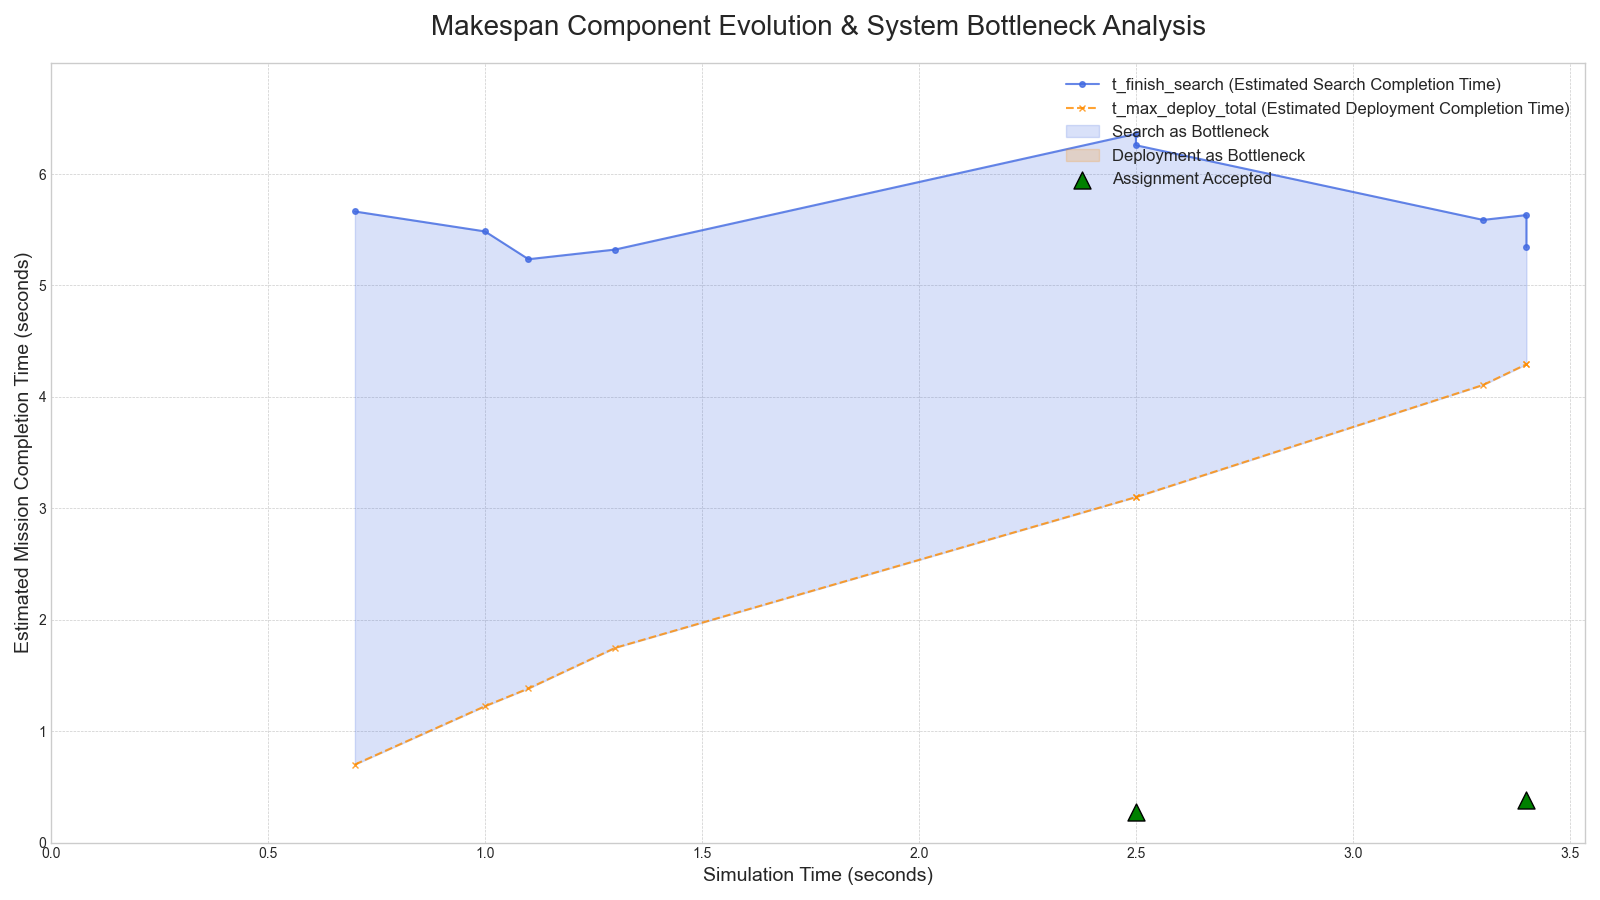 Makespan Component Evolution & System Bottleneck Analysis
t_finish_search (Estimated Search Completion Time)
t_max_deploy_total (Estimated Deployment Completion Time)
Search as Bottleneck
Deployment as Bottleneck
Assignment Accepted
Estimated Mission Completion Time (seconds)
6
5
4
3
2
1
0
0.0 0.5 1.0 1.5 2.0 2.5 3.0 3.5
Simulation Time (seconds)